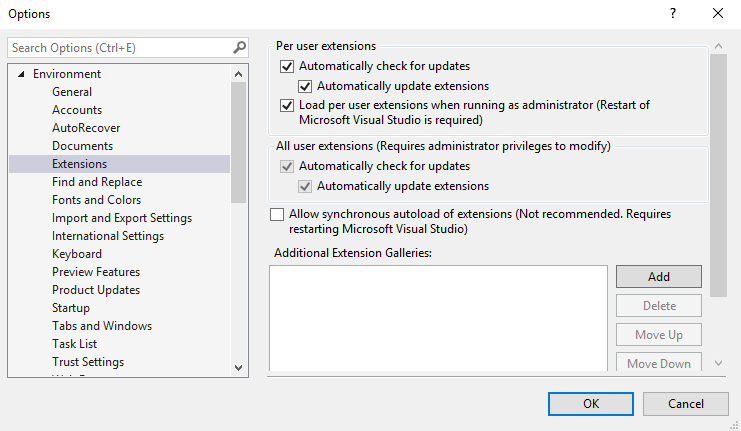 Options
?
Search Options (Ctrl+E)
Environment
General
Accounts
AutoRecover
Documents
Extensions
Find and Replace
Fonts and Colors
Import and Export Settings
International Settings
Keyboard
Preview Features
Product Updates
Startup
Tabs and Windows
Task List
Trust Settings
Per user extensions
Automatically check for updates
Automatically update extensions
Load per user extensions when running as administrator (Restart of
Microsoft Visual Studio is required)
All user extensions (Requires administrator privileges to modify)
Automatically check for updates
Automatically update extensions
Allow synchronous autoload of extensions (Not recommended. Requires
restarting Microsoft Visual Studio)
Additional Extension Galleries:
Add
Delete
Move Up
Move Down
OK
Cancel